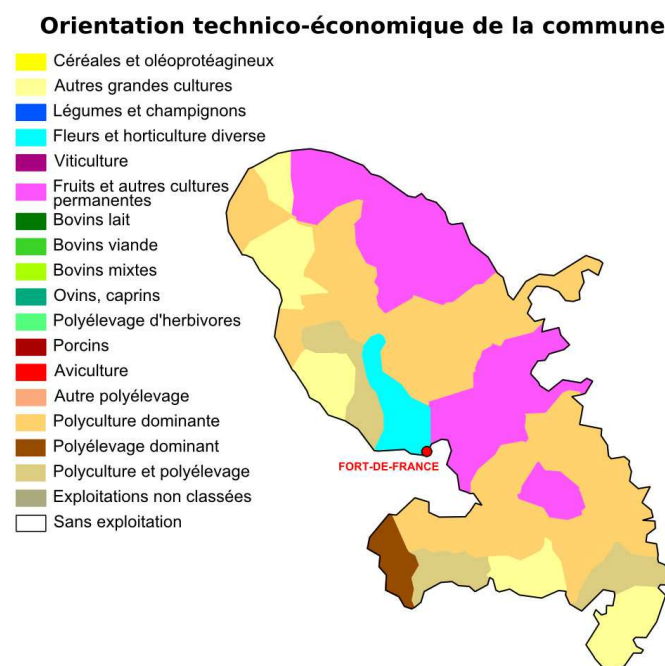 Orientation technico-économique de la commune
Céréales et oléoprotéagineux
Autres grandes cultures
Légumes et champignons
Fleurs et horticulture diverse
Viticulture
Fruits et autres cultures
permanentes
Bovins lait
Bovins viande
Bovins mixtes
Ovins, caprins
Polyélevage d'herbivores
Porcins
Aviculture
Autre polyélevage
Polyculture dominante
Polyélevage dominant
Polyculture et polyélevage
Exploitations non classées
Sans exploitation
FORT-DE-FRANCE